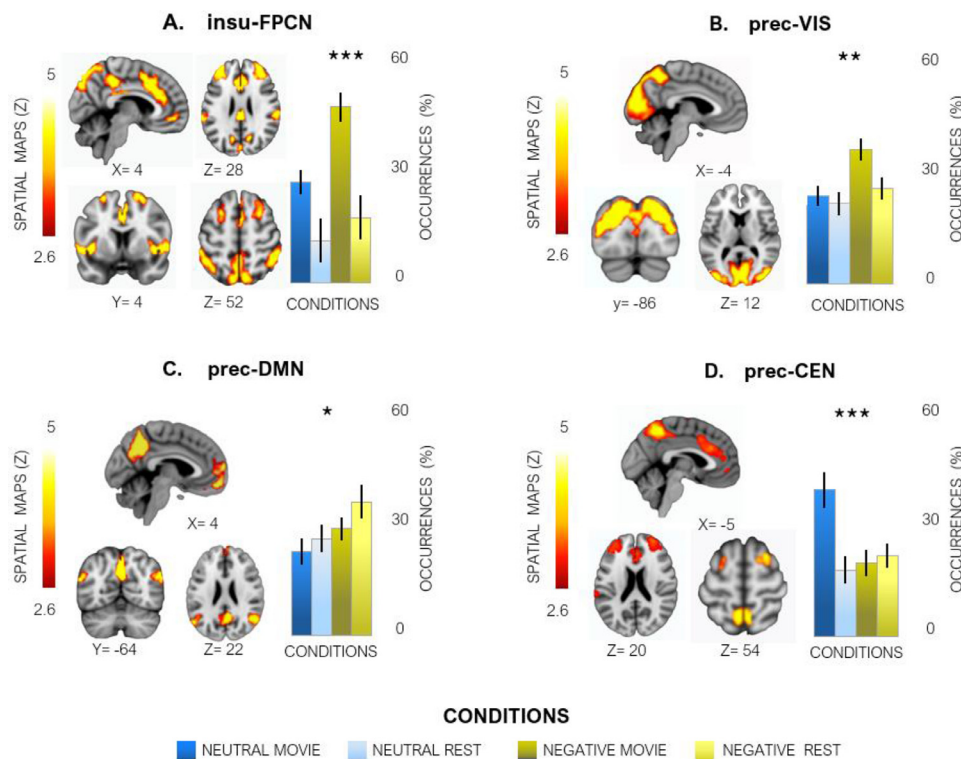 A. insu-FPCN
5
SPATIAL MAPS (Z)
2.6
X= 4
Z= 28
Y= 4
Z= 52
***
60
30
0
OCCURRENCES (%)
CONDITIONS
B. prec-VIS
5
SPATIAL MAPS (Z)
2.6
X= -4
y= -86
Z= 12
**
60
30
0
OCCURRENCES (%)
CONDITIONS
C. prec-DMN
5
SPATIAL MAPS (Z)
2.6
X= 4
Y= -64
Z= 22
*
60
30
0
OCCURRENCES (%)
CONDITIONS
D. prec-CEN
5
SPATIAL MAPS (Z)
2.6
X= -5
Z= 20
Z= 54
***
60
30
0
OCCURRENCES (%)
CONDITIONS
CONDITIONS
NEUTRAL MOVIE NEUTRAL REST NEGATIVE MOVIE NEGATIVE REST